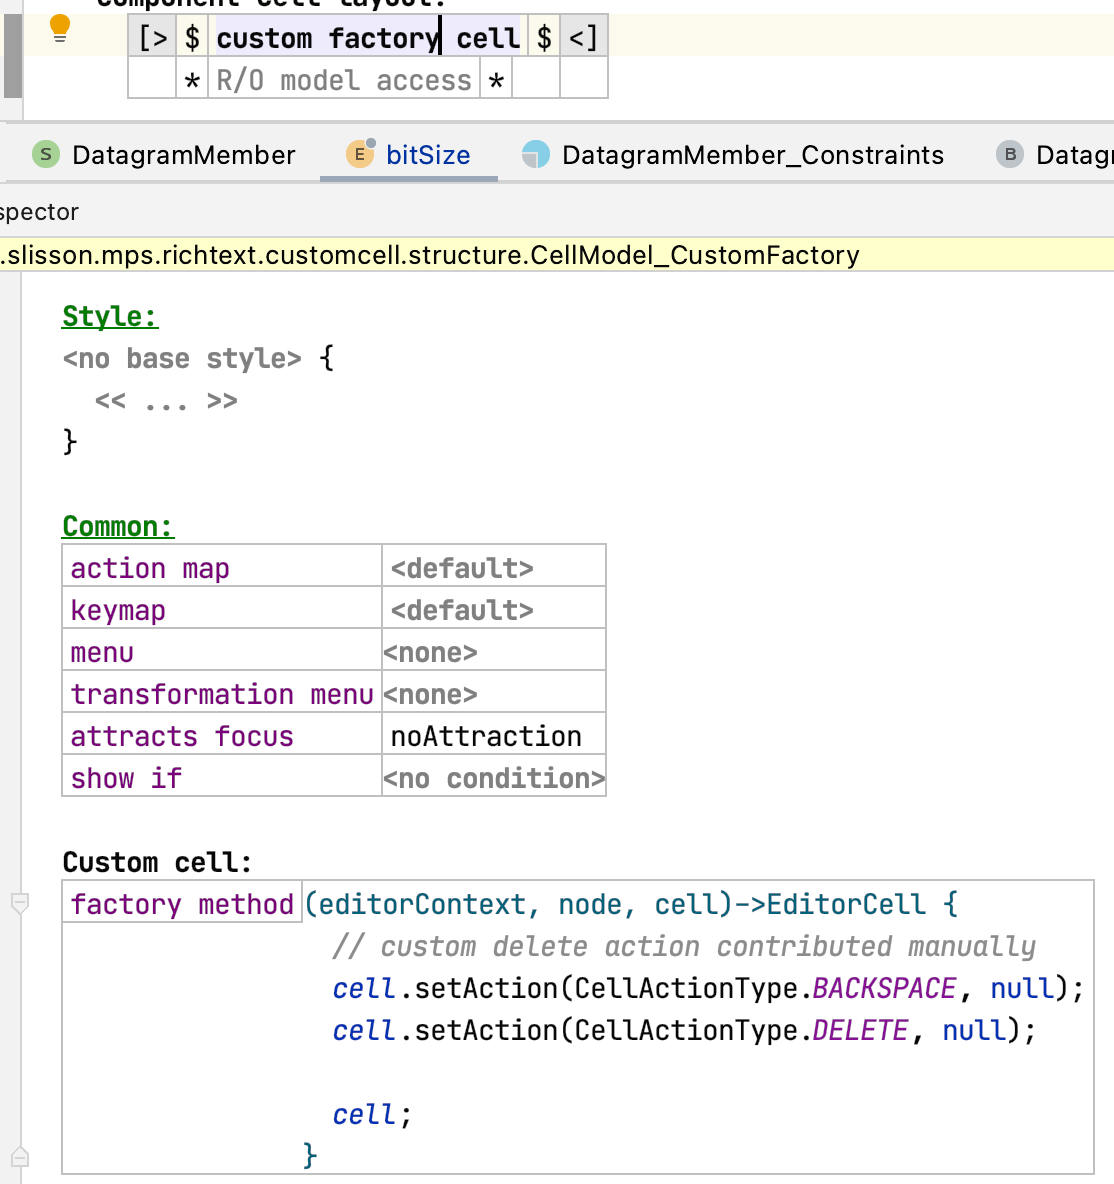 component cell layout:
[> $ custom factory cell $ <]
* R/O model access *
S DatagramMember E bitSize DatagramMember_Constraints B Datagr
spector
.slisson.mps.richtext.customcell.structure.CellModel_CustomFactory
Style:
<no base style> {
<< ... >>
}
Common:
action map <default>
keymap <default>
menu <none>
transformation menu <none>
attracts focus noAttraction
show if <no condition>
Custom cell:
factory method (editorContext, node, cell)->EditorCell {
// custom delete action contributed manually
cell.setAction(CellActionType.BACKSPACE, null);
cell.setAction(CellActionType.DELETE, null);
cell;
}